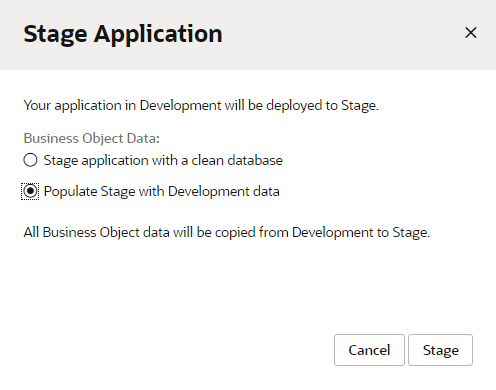 Stage Application
Your application in Development will be deployed to Stage.
Business Object Data:
Stage application with a clean database
Populate Stage with Development data
All Business Object data will be copied from Development to Stage.
Cancel Stage